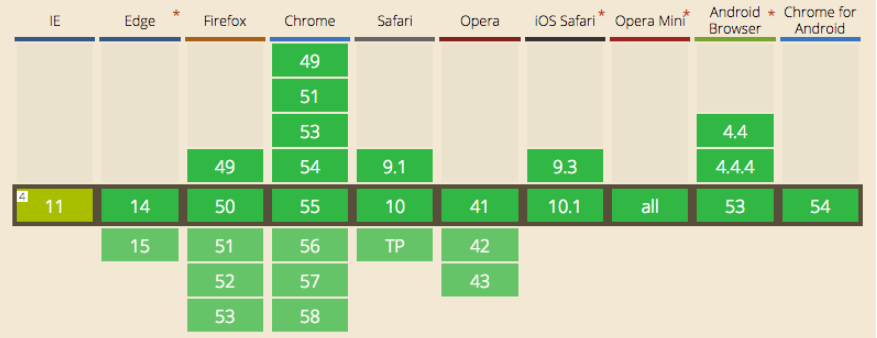 IE Edge * Firefox Chrome Safari Opera iOS Safari * Opera Mini * Android Browser * Chrome for Android
49
51
53 4.4
49 54 9.1 9.3 4.4.4
4 11 14 50 55 10 41 10.1 all 53 54
15 51 56 TP 42
52 57 43
53 58